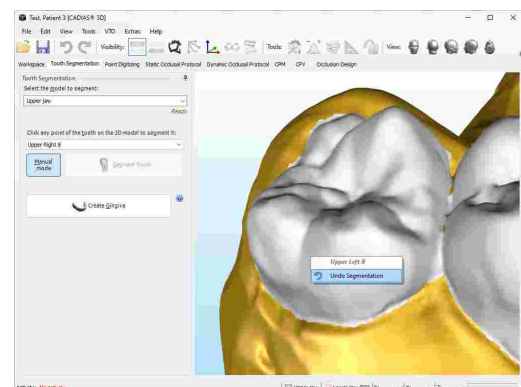 Test, Patient 3 [CADIAS® 3D]
File Edit View Tools VTO Extras Help
Visibility: Tools: View:
Workspace Tooth Segmentation Point Digitizing Static Occlusal Protocol Dynamic Occlusal Protocol CPM CPV Occlusion Design
Tooth Segmentation
Select the model to segment:
Upper Jaw
Ready
Click any point of the tooth on the 3D model to segment it:
Upper Right 8
Manual mode
Segment Tooth
Create Gingiva
Upper Left 8
Undo Segmentation